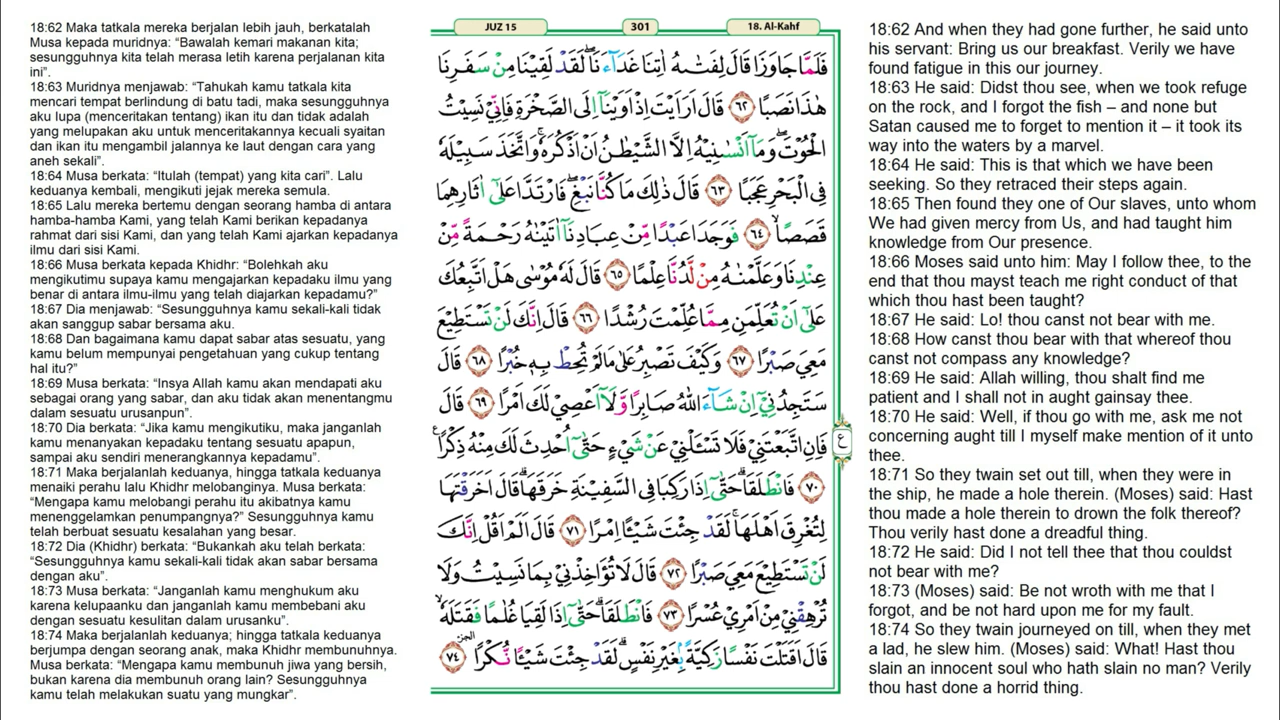 18:62 Maka tatkala mereka berjalan lebih jauh, berkatalah
Musa kepada muridnya: “Bawalah kemari makanan kita;
sesungguhnya kita telah merasa letih karena perjalanan kita
ini”.
18:63 Muridnya menjawab: “Tahukah kamu tatkala kita
mencari tempat berlindung di batu tadi, maka sesungguhnya
aku lupa (menceritakan tentang) ikan itu dan tidak adalah
yang melupakan aku untuk menceritakannya kecuali syaitan
dan ikan itu mengambil jalannya ke laut dengan cara yang
aneh sekali”.
18:64 Musa berkata: “Itulah (tempat) yang kita cari”. Lalu
keduanya kembali, mengikuti jejak mereka semula.
18:65 Lalu mereka bertemu dengan seorang hamba di antara
hamba-hamba Kami, yang telah Kami berikan kepadanya
rahmat dari sisi Kami, dan yang telah Kami ajarkan kepadanya
ilmu dari sisi Kami.
18:66 Musa berkata kepada Khidhr: “Bolehkah aku
mengikutimu supaya kamu mengajarkan kepadaku ilmu yang
benar di antara ilmu-ilmu yang telah diajarkan kepadamu?”
18:67 Dia menjawab: “Sesungguhnya kamu sekali-kali tidak
akan sanggup sabar bersama aku.
18:68 Dan bagaimana kamu dapat sabar atas sesuatu, yang
kamu belum mempunyai pengetahuan yang cukup tentang
hal itu?”
18:69 Musa berkata: “Insya Allah kamu akan mendapati aku
sebagai orang yang sabar, dan aku tidak akan menentangmu
dalam sesuatu urusanpun”.
18:70 Dia berkata: “Jika kamu mengikutiku, maka janganlah
kamu menanyakan kepadaku tentang sesuatu apapun,
sampai aku sendiri menerangkannya kepadamu”.
18:71 Maka berjalanlah keduanya, hingga tatkala keduanya
menaiki perahu lalu Khidhr melobanginya. Musa berkata:
“Mengapa kamu melobangi perahu itu akibatnya kamu
menenggelamkan penumpangnya?” Sesungguhnya kamu
telah berbuat sesuatu kesalahan yang besar.
18:72 Dia (Khidhr) berkata: “Bukankah aku telah berkata:
“Sesungguhnya kamu sekali-kali tidak akan sabar bersama
dengan aku”.
18:73 Musa berkata: “Janganlah kamu menghukum aku
karena kelupaanku dan janganlah kamu membebani aku
dengan sesuatu kesulitan dalam urusanku”.
18:74 Maka berjalanlah keduanya; hingga tatkala keduanya
berjumpa dengan seorang anak, maka Khidhr membunuhnya.
Musa berkata: “Mengapa kamu membunuh jiwa yang bersih,
bukan karena dia membunuh orang lain? Sesungguhnya
kamu telah melakukan suatu yang mungkar”.
JUZ 15
301
18. Al-Kahf
فَلَمَّا جَاوَزَا قَالَ لِفَتٰىهُ اٰتِنَا غَدَاۤءَنَاۖ لَقَدْ لَقِيْنَا مِنْ سَفَرِنَا
هٰذَا نَصَبًا ٦٢ قَالَ اَرَاَيْتَ اِذْ اَوَيْنَآ اِلَى الصَّخْرَةِ فَاِنِّيْ نَسِيْتُ
الْحُوْتَۖ وَمَآ اَنْسٰىنِيْهُ اِلَّا الشَّيْطٰنُ اَنْ اَذْكُرَهٗۚ وَاتَّخَذَ سَبِيْلَهٗ
فِى الْبَحْرِ عَجَبًا ٦٣ قَالَ ذٰلِكَ مَا كُنَّا نَبْغِۖ فَارْتَدَّا عَلٰٓى اٰثَارِهِمَا
قَصَصًاۙ ٦٤ فَوَجَدَا عَبْدًا مِّنْ عِبَادِنَآ اٰتَيْنٰهُ رَحْمَةً مِّنْ
عِنْدِنَا وَعَلَّمْنٰهُ مِنْ لَّدُنَّا عِلْمًا ٦٥ قَالَ لَهٗ مُوْسٰى هَلْ اَتَّبِعُكَ
عَلٰٓى اَنْ تُعَلِّمَنِ مِمَّا عُلِّمْتَ رُشْدًا ٦٦ قَالَ اِنَّكَ لَنْ تَسْتَطِيْعَ
مَعِيَ صَبْرًا ٦٧ وَكَيْفَ تَصْبِرُ عَلٰى مَا لَمْ تُحِطْ بِهٖ خُبْرًا ٦٨ قَالَ
سَتَجِدُنِيْٓ اِنْ شَاۤءَ اللّٰهُ صَابِرًا وَّلَآ اَعْصِيْ لَكَ اَمْرًا ٦٩ قَالَ
فَاِنِ اتَّبَعْتَنِيْ فَلَا تَسْـَٔلْنِيْ عَنْ شَيْءٍ حَتّٰٓى اُحْدِثَ لَكَ مِنْهُ ذِكْرًا ࣖ
ع
٧٠ فَانْطَلَقَاۗ حَتّٰٓى اِذَا رَكِبَا فِى السَّفِيْنَةِ خَرَقَهَاۗ قَالَ اَخَرَقْتَهَا
لِتُغْرِقَ اَهْلَهَاۚ لَقَدْ جِئْتَ شَيْـًٔا اِمْرًا ٧١ قَالَ اَلَمْ اَقُلْ اِنَّكَ
لَنْ تَسْتَطِيْعَ مَعِيَ صَبْرًا ٧٢ قَالَ لَا تُؤَاخِذْنِيْ بِمَا نَسِيْتُ وَلَا
تُرْهِقْنِيْ مِنْ اَمْرِيْ عُسْرًا ٧٣ فَانْطَلَقَاۗ حَتّٰٓى اِذَا لَقِيَا غُلٰمًا فَقَتَلَهٗۙ
قَالَ اَقَتَلْتَ نَفْسًا زَكِيَّةً ۢبِغَيْرِ نَفْسٍۗ لَقَدْ جِئْتَ شَيْـًٔا نُّكْرًا ٧٤
الجزء
18:62 And when they had gone further, he said unto
his servant: Bring us our breakfast. Verily we have
found fatigue in this our journey.
18:63 He said: Didst thou see, when we took refuge
on the rock, and I forgot the fish – and none but
Satan caused me to forget to mention it – it took its
way into the waters by a marvel.
18:64 He said: This is that which we have been
seeking. So they retraced their steps again.
18:65 Then found they one of Our slaves, unto whom
We had given mercy from Us, and had taught him
knowledge from Our presence.
18:66 Moses said unto him: May I follow thee, to the
end that thou mayst teach me right conduct of that
which thou hast been taught?
18:67 He said: Lo! thou canst not bear with me.
18:68 How canst thou bear with that whereof thou
canst not compass any knowledge?
18:69 He said: Allah willing, thou shalt find me
patient and I shall not in aught gainsay thee.
18:70 He said: Well, if thou go with me, ask me not
concerning aught till I myself make mention of it unto
thee.
18:71 So they twain set out till, when they were in
the ship, he made a hole therein. (Moses) said: Hast
thou made a hole therein to drown the folk thereof?
Thou verily hast done a dreadful thing.
18:72 He said: Did I not tell thee that thou couldst
not bear with me?
18:73 (Moses) said: Be not wroth with me that I
forgot, and be not hard upon me for my fault.
18:74 So they twain journeyed on till, when they met
a lad, he slew him. (Moses) said: What! Hast thou
slain an innocent soul who hath slain no man? Verily
thou hast done a horrid thing.